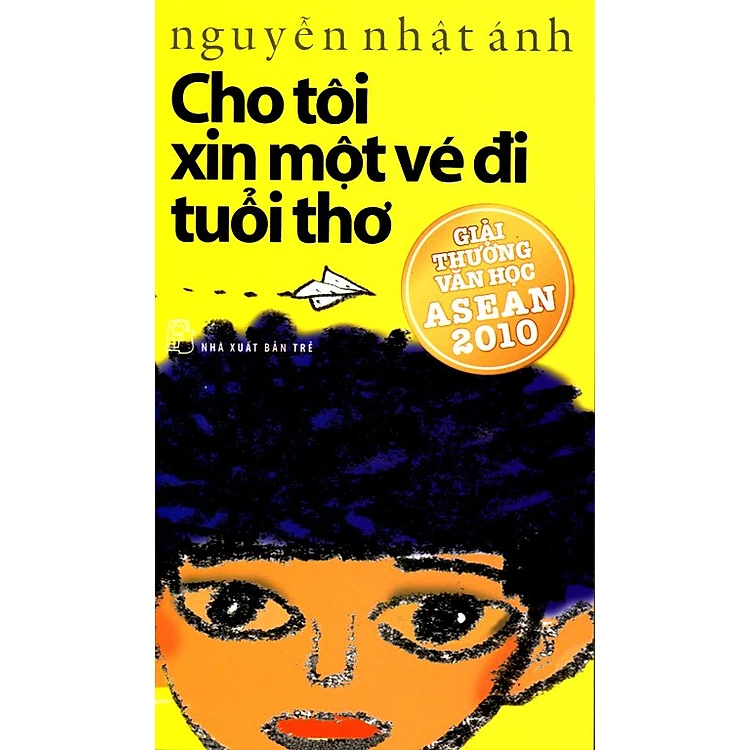 nguyễn nhật ánh
Cho tôi
xin một vé đi
tuổi thơ
GIẢI
THƯỞNG
VĂN HỌC
ASEAN
2010
NHÀ XUẤT BẢN TRẺ